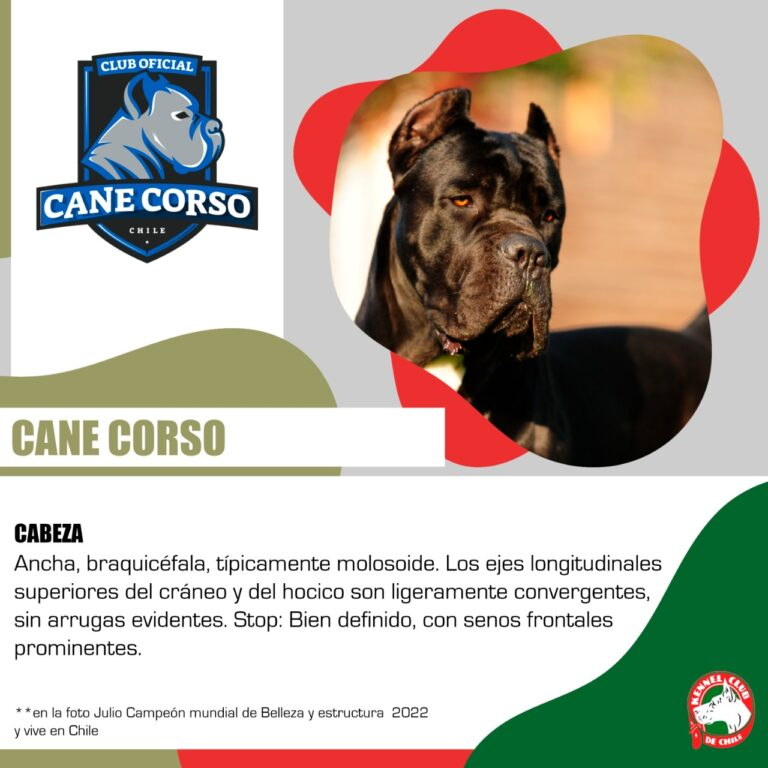 CLUB OFICIAL
CANE CORSO
CHILE
CANE CORSO
CABEZA
Ancha, braquicéfala, típicamente molosoide. Los ejes longitudinales
superiores del cráneo y del hocico son ligeramente convergentes,
sin arrugas evidentes. Stop: Bien definido, con senos frontales
prominentes.
**en la foto Julio Campeón mundial de Belleza y estructura 2022
y vive en Chile
KENNEL CLUB
DE CHILE